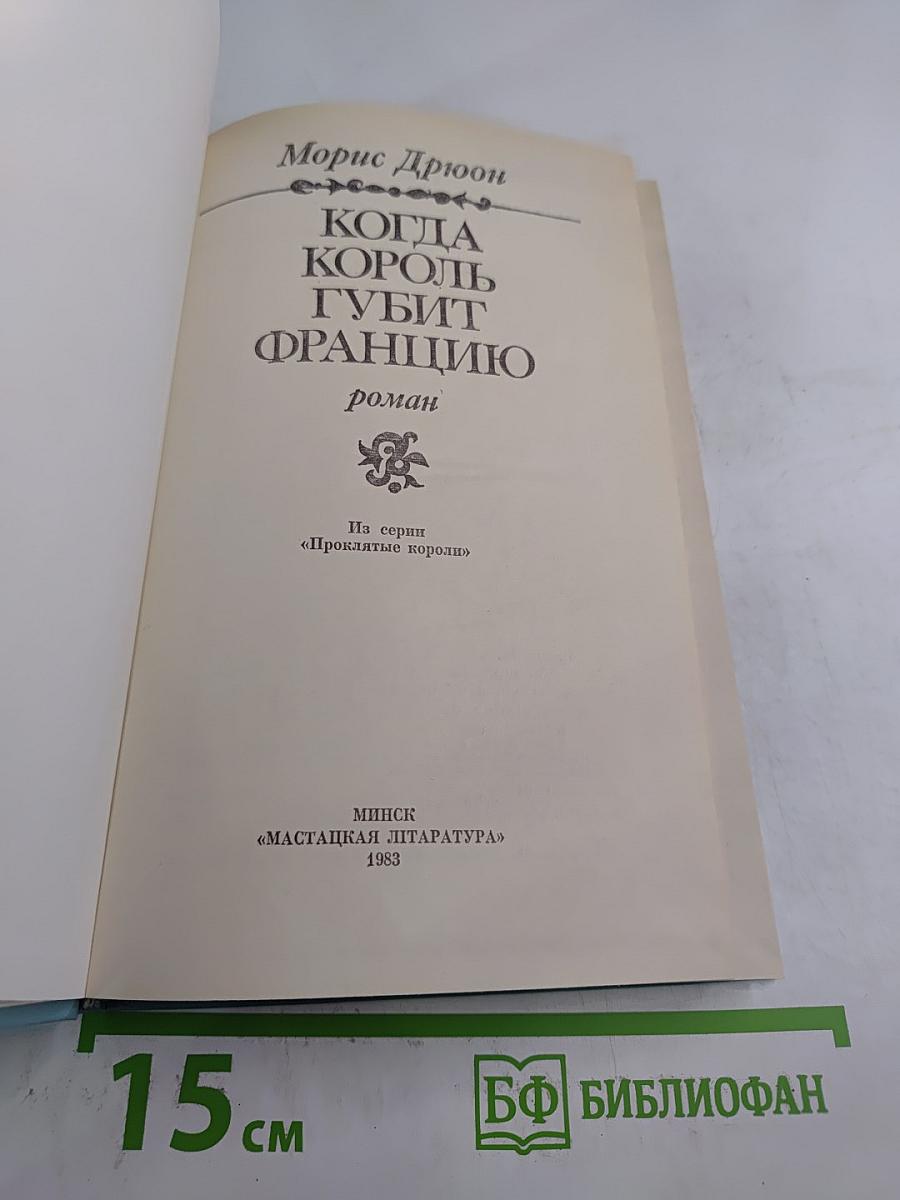 Морис Дрюон
КОГДА
КОРОЛЬ
ГУБИТ
ФРАНЦИЮ
роман
Из серии
«Проклятые короли»
МИНСК
«МАСТАЦКАЯ ЛІТАРАТУРА»
1983
15 см
БФ БИБЛИОФАН